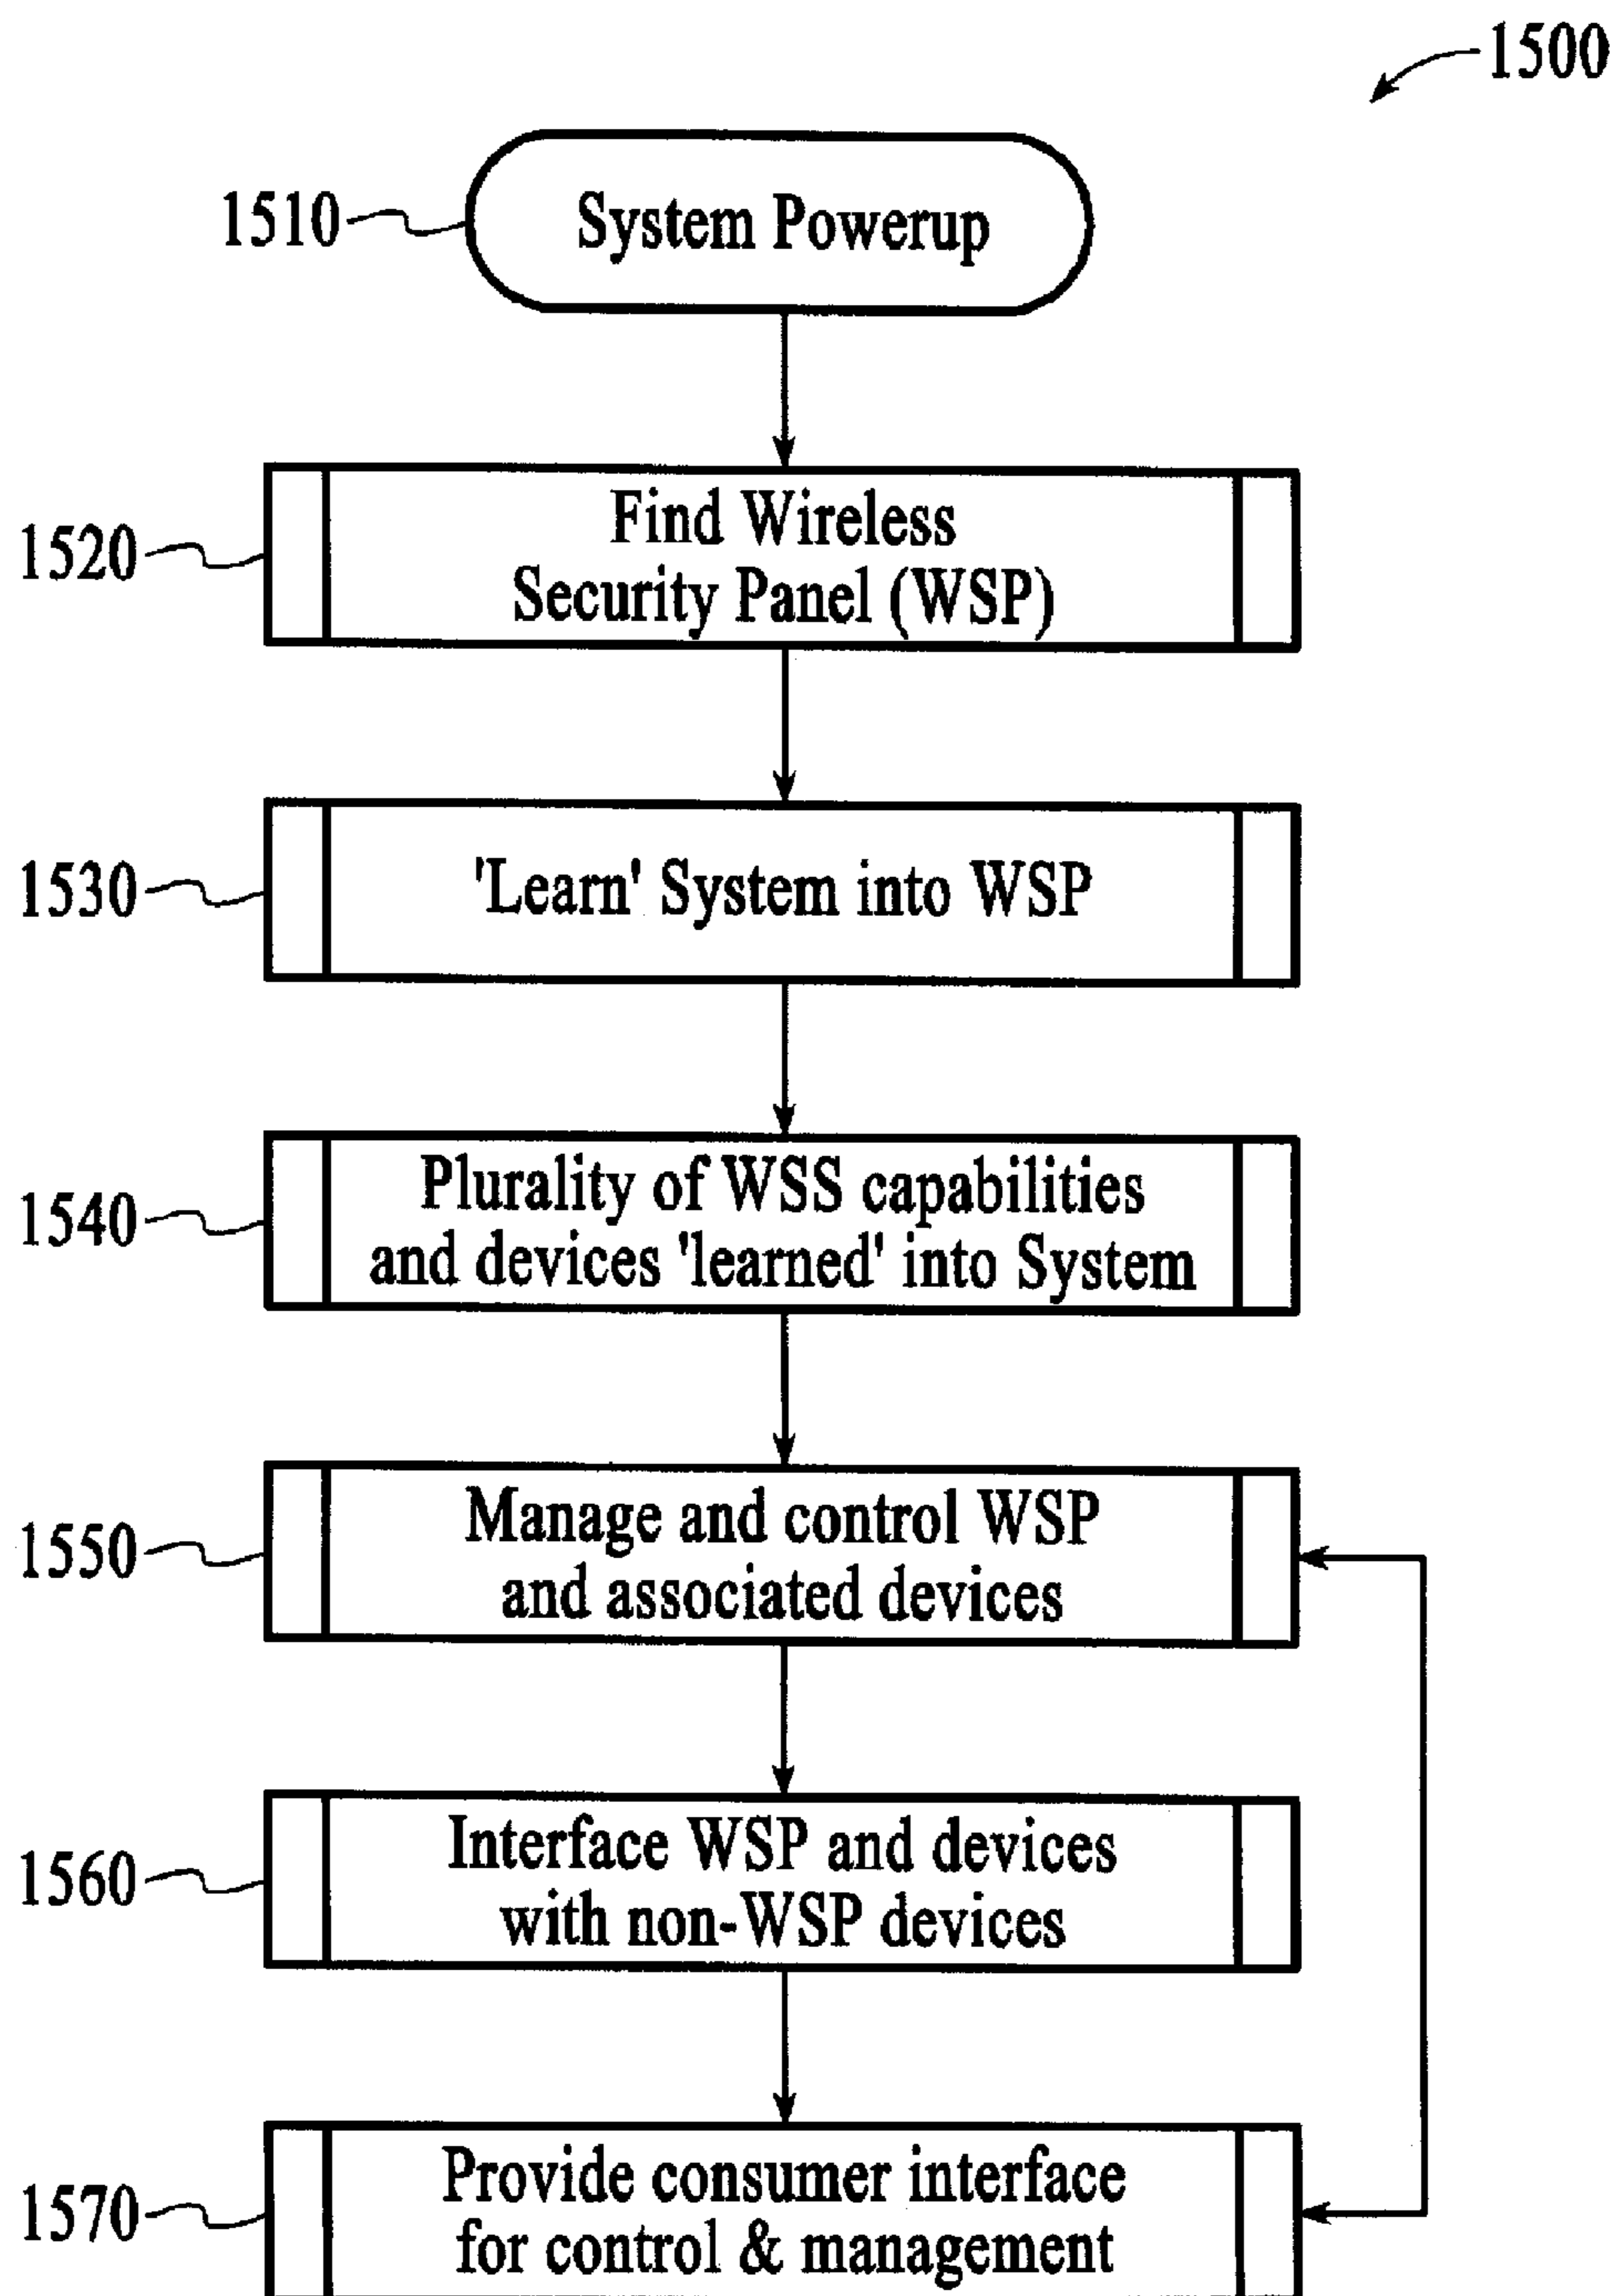 1500
1510
System Powerup
1520
Find Wireless
Security Panel (WSP)
1530
'Learn' System into WSP
1540
Plurality of WSS capabilities
and devices 'learned' into System
1550
Manage and control WSP
and associated devices
1560
Interface WSP and devices
with non-WSP devices
1570
Provide consumer interface
for control & management